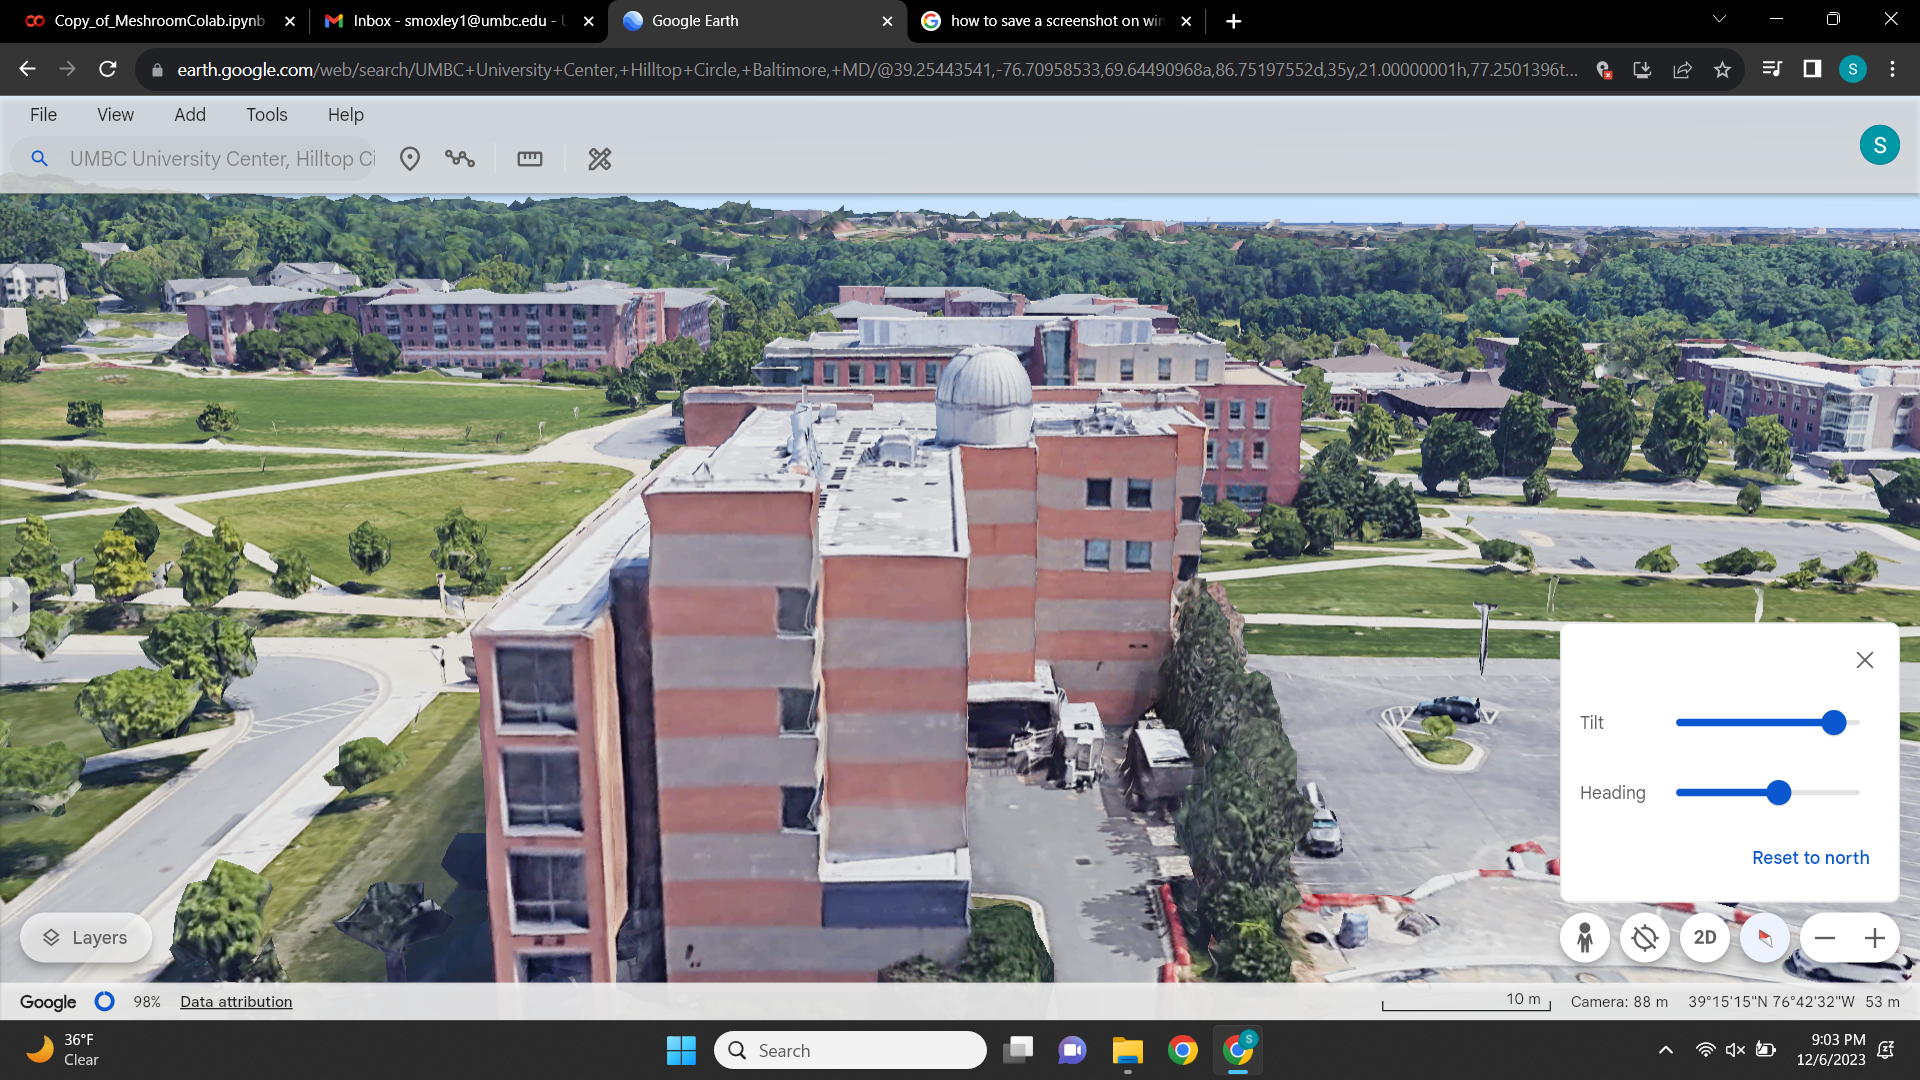 Copy_of_MeshroomColab.ipynb
Inbox - smoxley1@umbc.edu - U
Google Earth
how to save a screenshot on win
earth.google.com/web/search/UMBC+University+Center,+Hilltop+Circle,+Baltimore,+MD/@39.25443541,-76.70958533,69.64490968a,86.75197552d,35y,21.00000001h,77.2501396t...
S
File View Add Tools Help
UMBC University Center, Hilltop Ci
S
Tilt
Heading
Reset to north
Layers
2D
Google 98% Data attribution
10 m
Camera: 88 m 39°15'15"N 76°42'32"W 53 m
36°F
Clear
Search
S
9:03 PM
12/6/2023